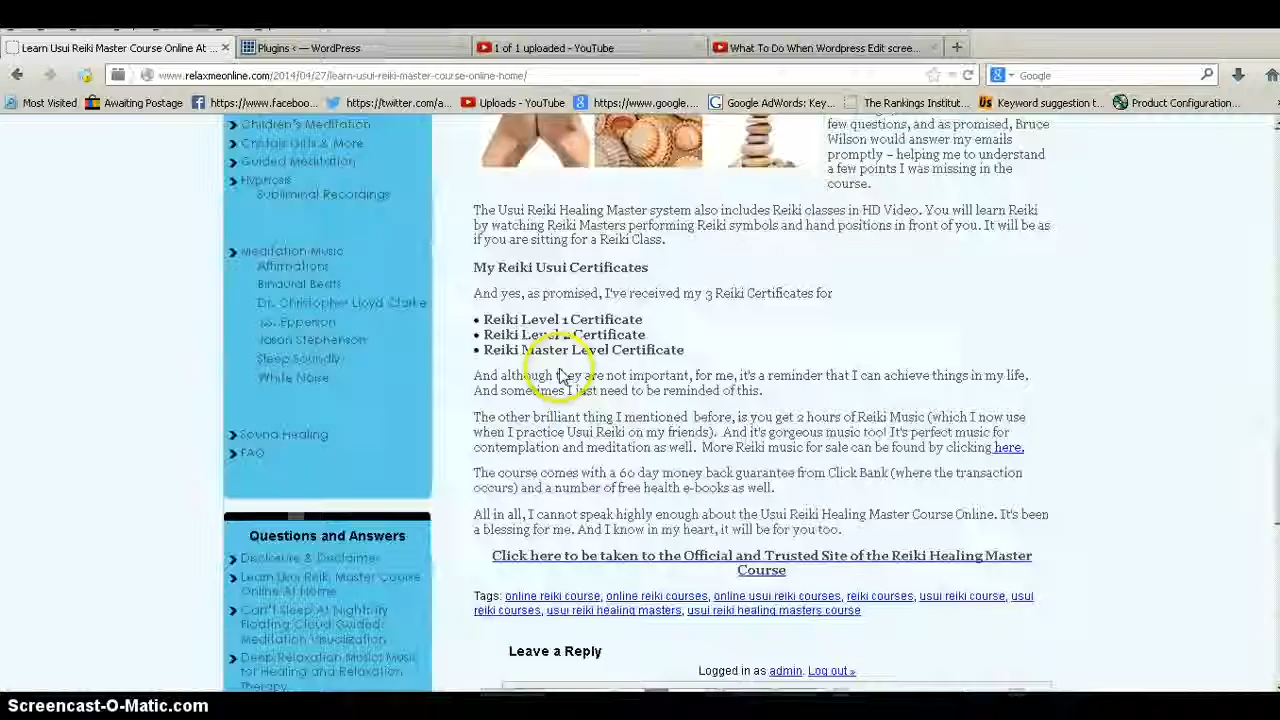 Learn Usui Reiki Master Course Online At ...
Plugins ‹ — WordPress
1 of 1 uploaded - YouTube
What To Do When Wordpress Edit scree...
www.relaxmeonline.com/2014/04/27/learn-usui-reiki-master-course-online-home/
Google
Most Visited
Awaiting Postage
https://www.faceboo...
https://twitter.com/a...
Uploads - YouTube
https://www.google....
Google AdWords: Key...
The Rankings Institut...
Keyword suggestion t...
Product Configuration...
Children's Meditation
Guided Meditation
Hypnosis
Subliminal Recordings
Meditation Music
Affirmations
Binaural Beats
Dr. Christopher Lloyd Clarke
Jason Stephenson
Sleep Soundly
White Noise
Sound Healing
FAQ
Questions and Answers
Disclosure & Disclaimer
Learn Usui Reiki Master Course
Online At Home
Can't Sleep At Night? Try
Floating Cloud Guided
Meditation Visualization
Deep Relaxation Music: Music
for Healing and Relaxation
Therapy
few questions, and as promised, Bruce
Wilson would answer my emails
promptly – helping me to understand
a few points I was missing in the
course.
The Usui Reiki Healing Master system also includes Reiki classes in HD Video. You will learn Reiki
by watching Reiki Masters performing Reiki symbols and hand positions in front of you. It will be as
if you are sitting for a Reiki Class.
My Reiki Usui Certificates
And yes, as promised, I've received my 3 Reiki Certificates for
• Reiki Level 1 Certificate
• Reiki Level 2 Certificate
• Reiki Master Level Certificate
And although they are not important, for me, it's a reminder that I can achieve things in my life.
And sometimes I just need to be reminded of this.
The other brilliant thing I mentioned before, is you get 2 hours of Reiki Music (which I now use
when I practice Usui Reiki on my friends). And it's gorgeous music too! It's perfect music for
contemplation and meditation as well. More Reiki music for sale can be found by clicking here.
The course comes with a 60 day money back guarantee from Click Bank (where the transaction
occurs) and a number of free health e-books as well.
All in all, I cannot speak highly enough about the Usui Reiki Healing Master Course Online. It's been
a blessing for me. And I know in my heart, it will be for you too.
Click here to be taken to the Official and Trusted Site of the Reiki Healing Master
Course
Tags: online reiki course, online reiki courses, online usui reiki courses, reiki courses, usui reiki course, usui
reiki courses, usui reiki healing masters, usui reiki healing masters course
Leave a Reply
Logged in as admin. Log out »
Screencast-O-Matic.com